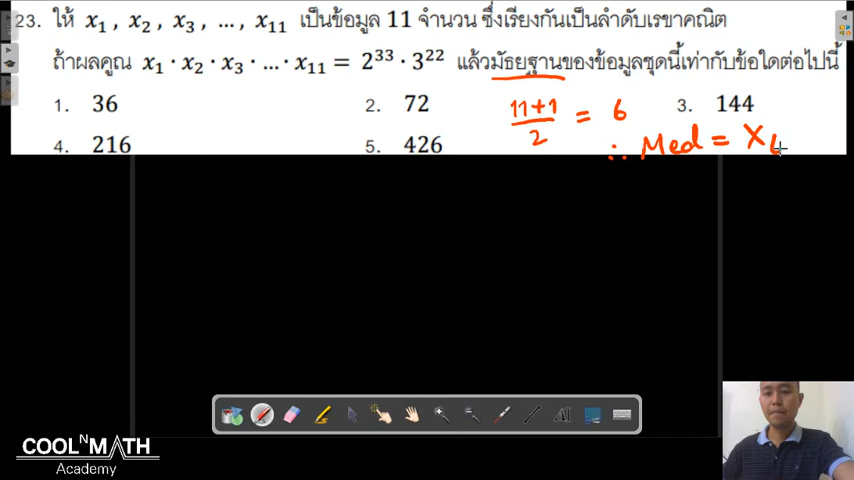 23. ให้ x₁ , x₂ , x₃ , … , x₁₁ เป็นข้อมูล 11 จำนวน ซึ่งเรียงกันเป็นลำดับเรขาคณิต
ถ้าผลคูณ x₁ · x₂ · x₃ · … · x₁₁ = 2³³ · 3²² แล้วมัธยฐานของข้อมูลชุดนี้เท่ากับข้อใดต่อไปนี้
1. 36 2. 72 3. 144
4. 216 5. 426
(11+1)/2 = 6
∴ Med = X₆
AI
COOL N MATH
Academy